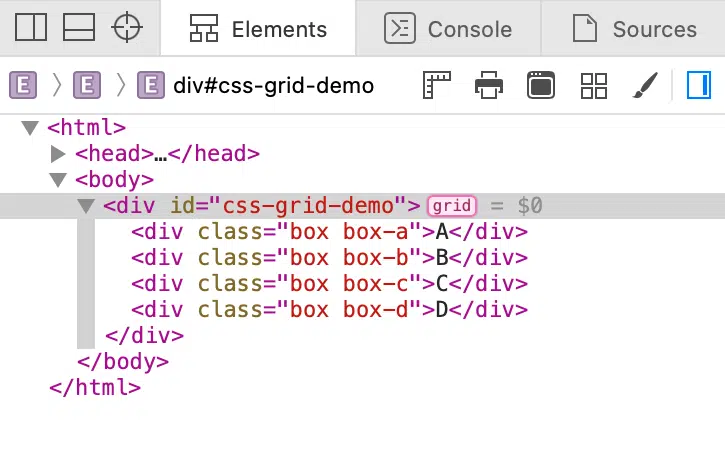 Elements Console Sources
E E E div#css-grid-demo
<html>
<head>…</head>
<body>
<div id="css-grid-demo"> grid = $0
<div class="box box-a">A</div>
<div class="box box-b">B</div>
<div class="box box-c">C</div>
<div class="box box-d">D</div>
</div>
</body>
</html>